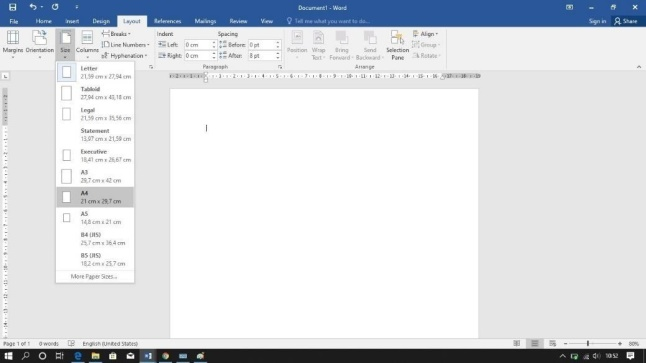 Document1 - Word
File Home Insert Design Layout References Mailings Review View Tell me what you want to do... Sign in Share
Margins Orientation Size Columns
Breaks
Line Numbers
Hyphenation
Indent
Left: 0 cm
Right: 0 cm
Spacing
Before: 0 pt
After: 8 pt
Paragraph
Position Wrap Text Bring Forward Send Backward Selection Pane
Align
Group
Rotate
Arrange
Letter
21,59 cm x 27,94 cm
Tabloid
27,94 cm x 43,18 cm
Legal
21,59 cm x 35,56 cm
Statement
13,97 cm x 21,59 cm
Executive
18,41 cm x 26,67 cm
A3
29,7 cm x 42 cm
A4
21 cm x 29,7 cm
A5
14,8 cm x 21 cm
B4 (JIS)
25,7 cm x 36,4 cm
B5 (JIS)
18,2 cm x 25,7 cm
More Paper Sizes...
Page 1 of 1 0 words English (United States) 80%
10:52